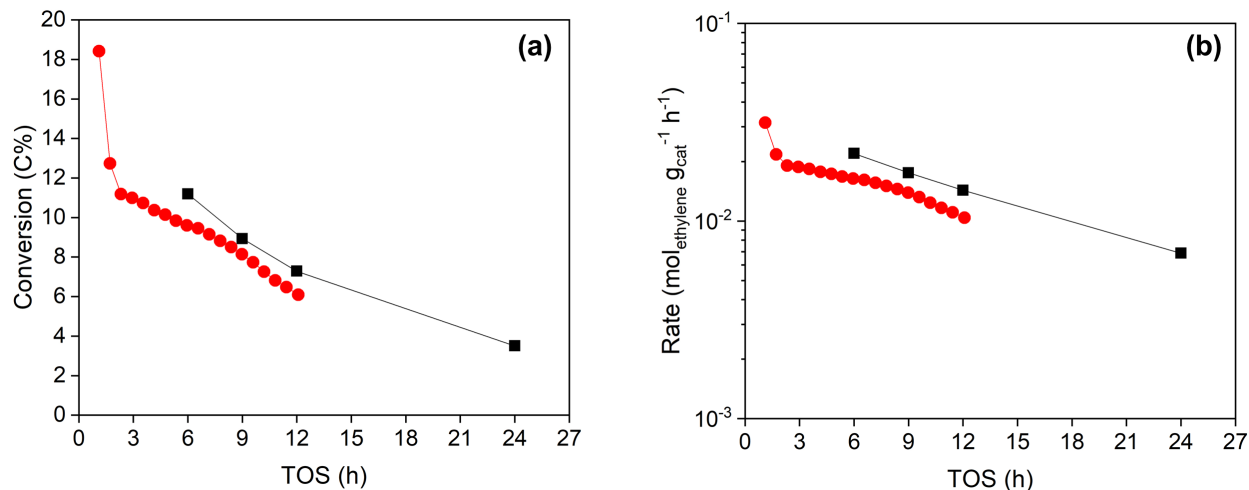 (a)
Conversion (C%)
20
18
16
14
12
10
8
6
4
2
0
0 3 6 9 12 15 18 21 24 27
TOS (h)
(b)
Rate (mol_ethylene g_cat^-1 h^-1)
10^-1
10^-2
10^-3
0 3 6 9 12 15 18 21 24 27
TOS (h)